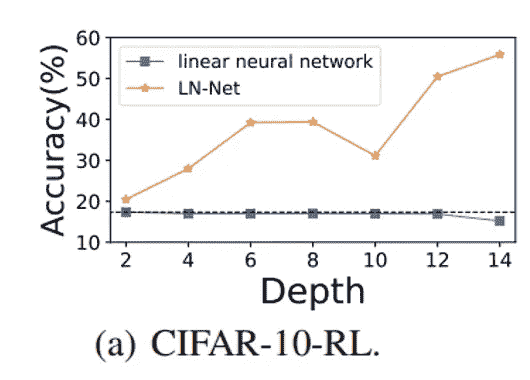 60
50
40
30
20
10
Accuracy(%)
linear neural network
LN-Net
2 4 6 8 10 12 14
Depth
(a) CIFAR-10-RL.